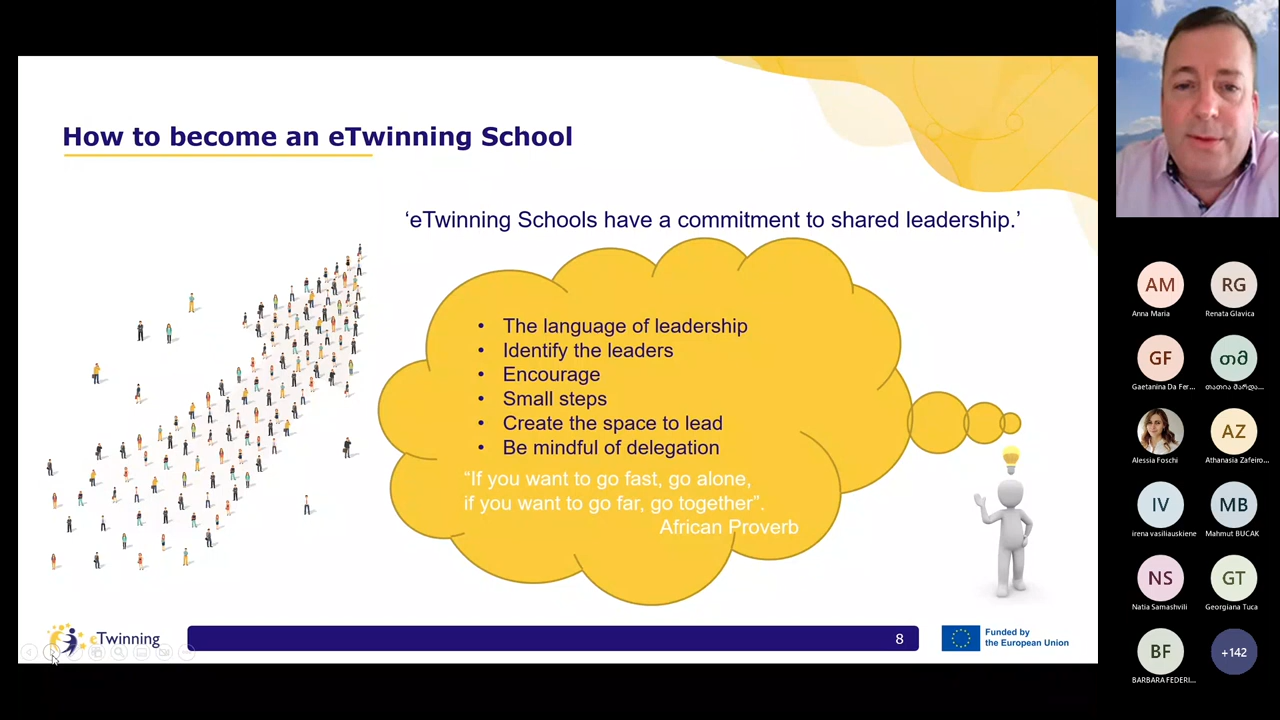 How to become an eTwinning School
‘eTwinning Schools have a commitment to shared leadership.’
• The language of leadership
• Identify the leaders
• Encourage
• Small steps
• Create the space to lead
• Be mindful of delegation
“If you want to go fast, go alone,
if you want to go far, go together”.
African Proverb
eTwinning
8
Funded by
the European Union
AM
Anna Maria
RG
Renata Glavica
GF
Gaetanina Da Fer...
თმ
თათია მარდა...
Alessia Foschi
AZ
Athanasia Zafeiro...
IV
irena vasiliauskiene
MB
Mahmut BUCAK
NS
Natia Samashvili
GT
Georgiana Tuca
BF
BARBARA FEDERI...
+142